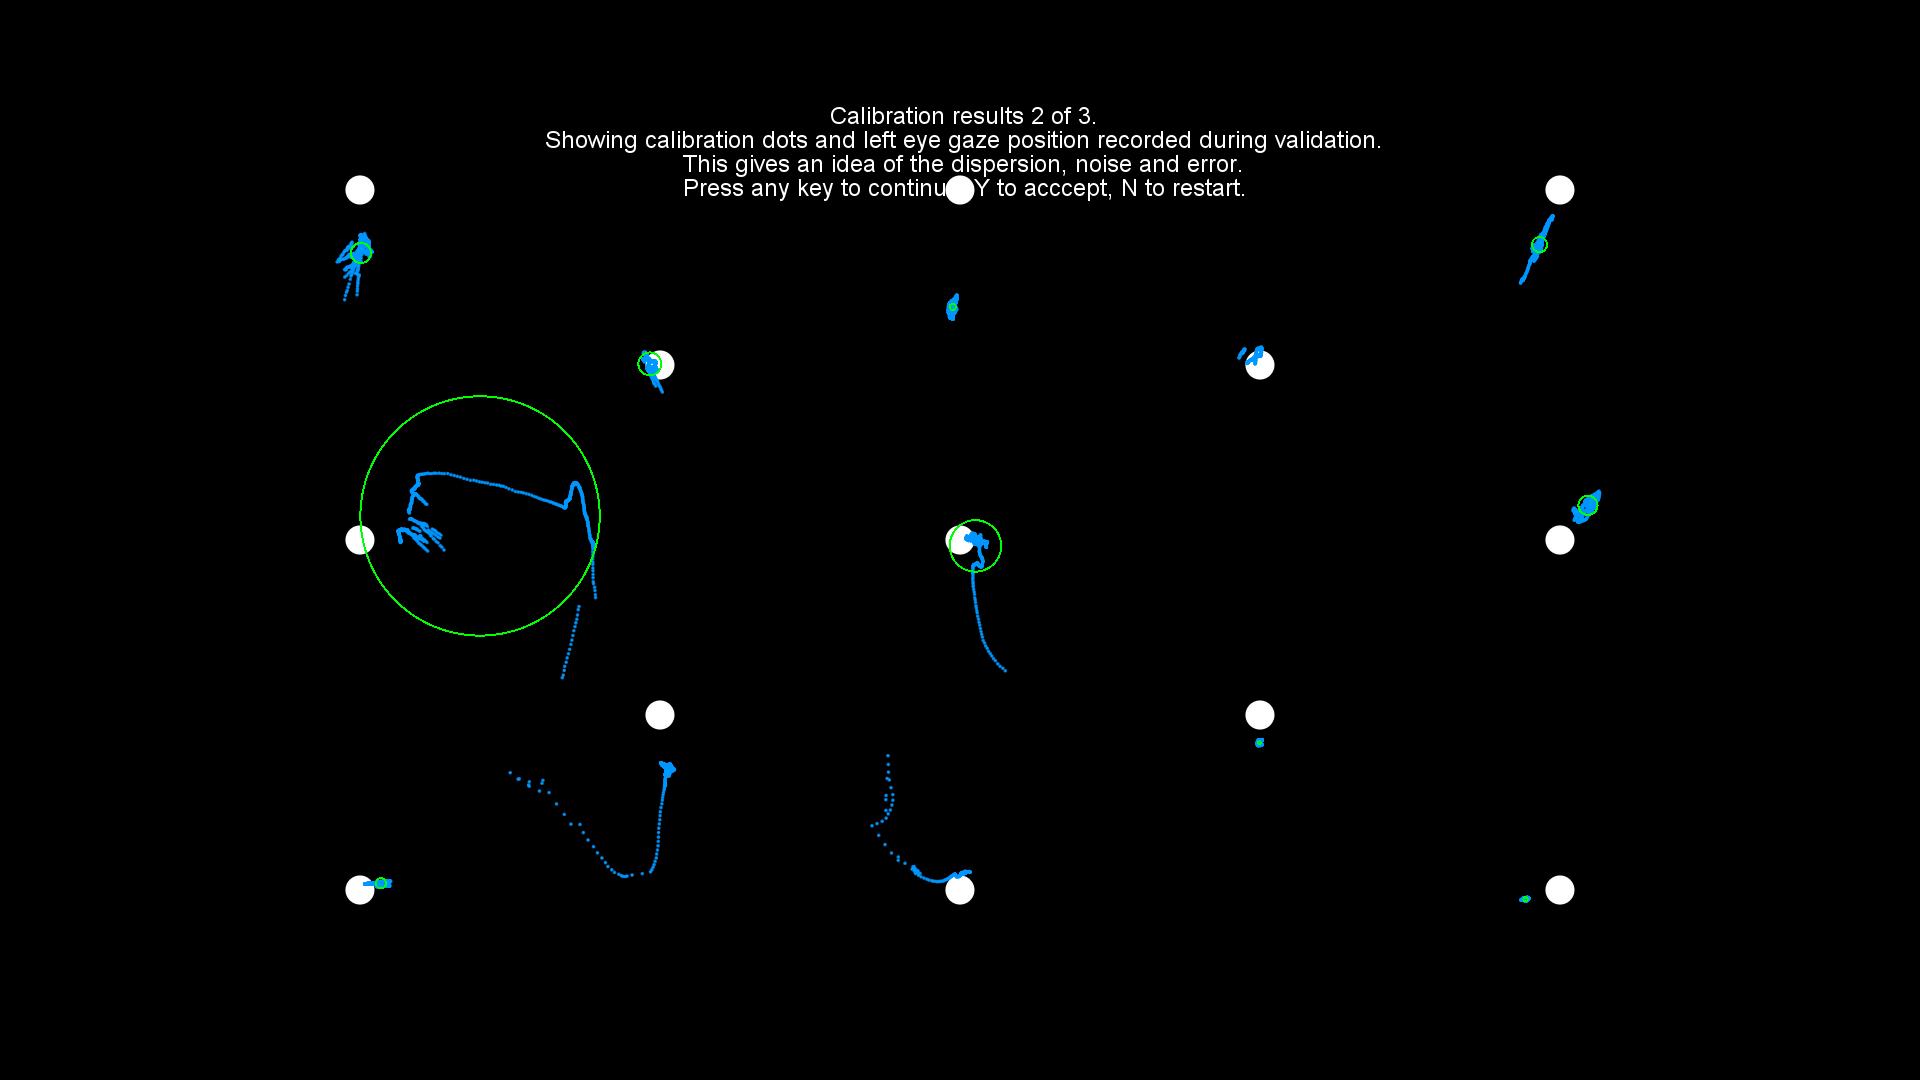 Calibration results 2 of 3.
Showing calibration dots and left eye gaze position recorded during validation.
This gives an idea of the dispersion, noise and error.
Press any key to continu Y to acccept, N to restart.